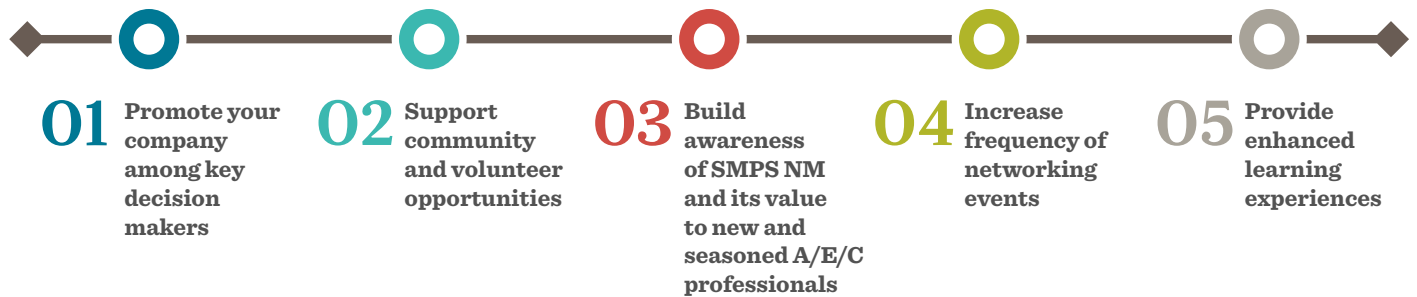 01
Promote your
company
among key
decision
makers
02
Support
community
and volunteer
opportunities
03
Build
awareness
of SMPS NM
and its value
to new and
seasoned A/E/C
professionals
04
Increase
frequency of
networking
events
05
Provide
enhanced
learning
experiences